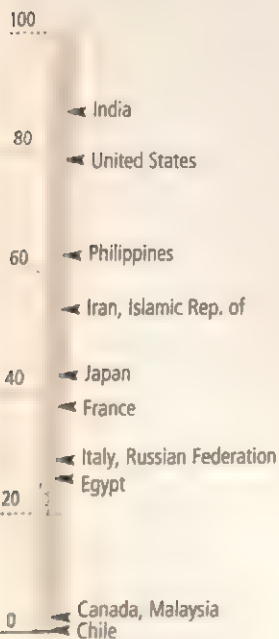 100
India
80
United States
Philippines
60
Iran, Islamic Rep. of
Japan
40
France
Italy, Russian Federation
Egypt
20
Canada, Malaysia
0
Chile